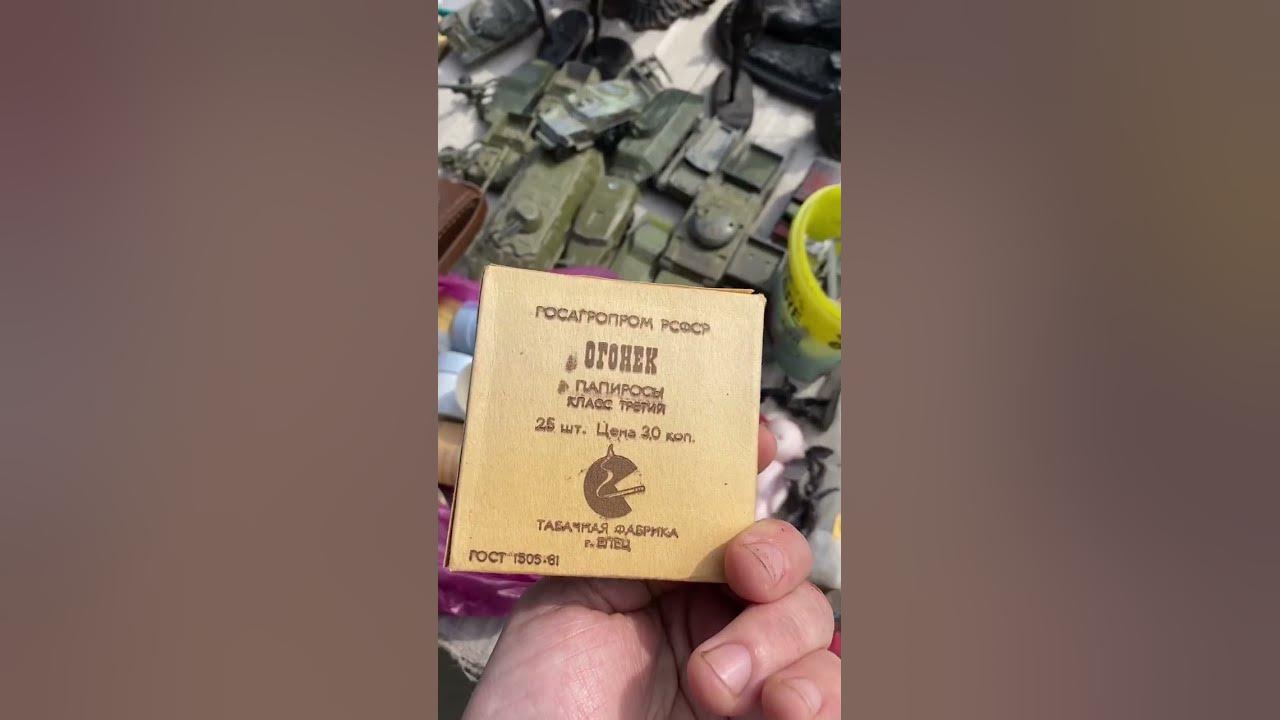 ГОСАГРОПРОМ РСФСР
ОГОНЕК
ПАПИРОСЫ
КЛАСС ТРЕТИЙ
25 шт. Цена 30 коп.
ТАБАЧНАЯ ФАБРИКА
г. ЕЛЕЦ
ГОСТ 1505-81